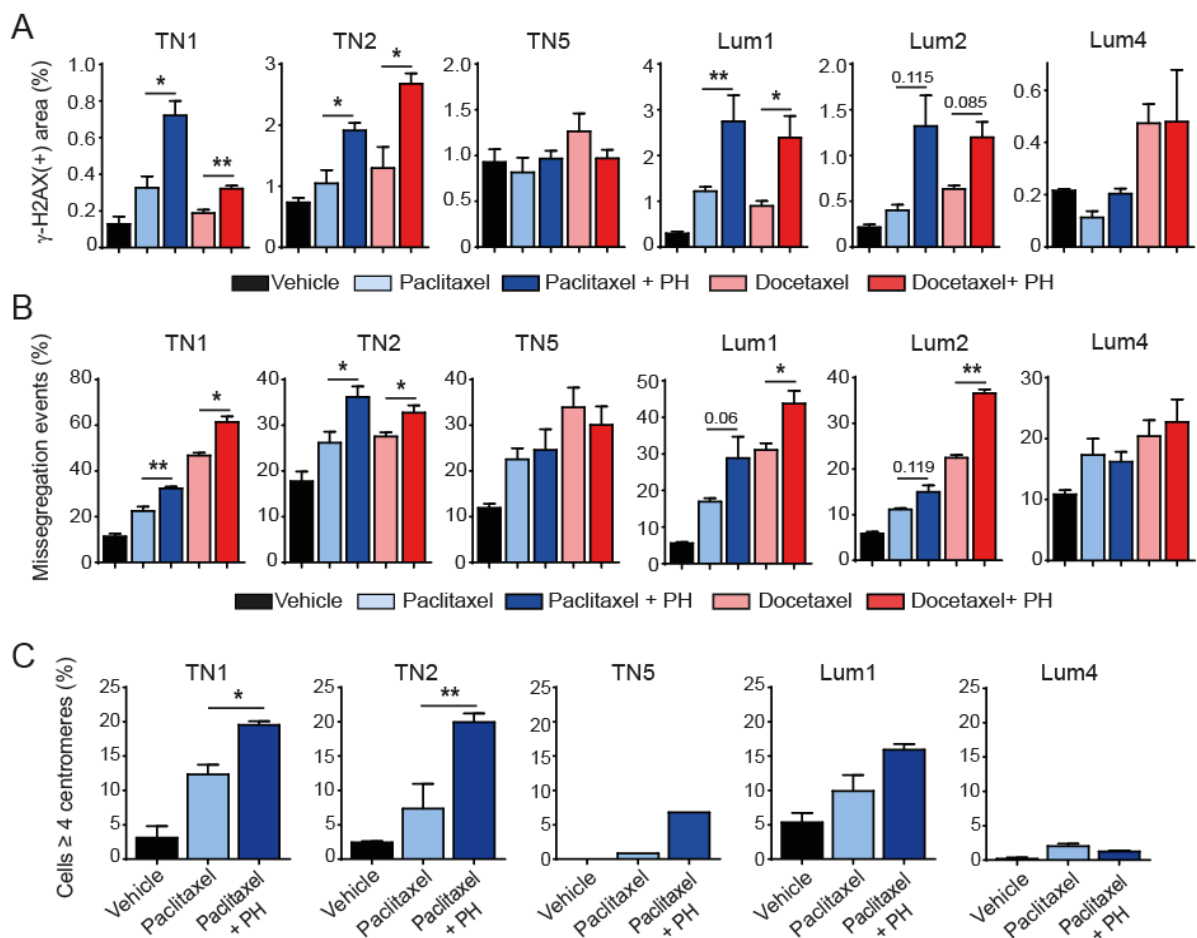 A
TN1 TN2 TN5 Lum1 Lum2 Lum4
γ-H2AX(+) area (%)
1.0 0.8 0.6 0.4 0.2 0
* **
3 2 1 0
* *
2.0 1.5 1.0 0.5 0.0
4 3 2 1 0
** *
2.0 1.5 1.0 0.5 0
0.115 0.085
0.6 0.4 0.2 0.0
Vehicle Paclitaxel Paclitaxel + PH Docetaxel Docetaxel+ PH
B
TN1 TN2 TN5 Lum1 Lum2 Lum4
Missegregation events (%)
80 60 40 20 0
** *
40 30 20 10 0
* *
40 30 20 10 0
50 40 30 20 10 0
0.06 *
40 30 20 10 0
0.119 **
30 20 10 0
Vehicle Paclitaxel Paclitaxel + PH Docetaxel Docetaxel+ PH
C
TN1 TN2 TN5 Lum1 Lum4
Cells ≥ 4 centromeres (%)
25 20 15 10 5 0
*
25 20 15 10 5 0
**
25 20 15 10 5 0
25 20 15 10 5 0
25 20 15 10 5 0
Vehicle Paclitaxel Paclitaxel + PH
Vehicle Paclitaxel Paclitaxel + PH
Vehicle Paclitaxel Paclitaxel + PH
Vehicle Paclitaxel Paclitaxel + PH
Vehicle Paclitaxel Paclitaxel + PH